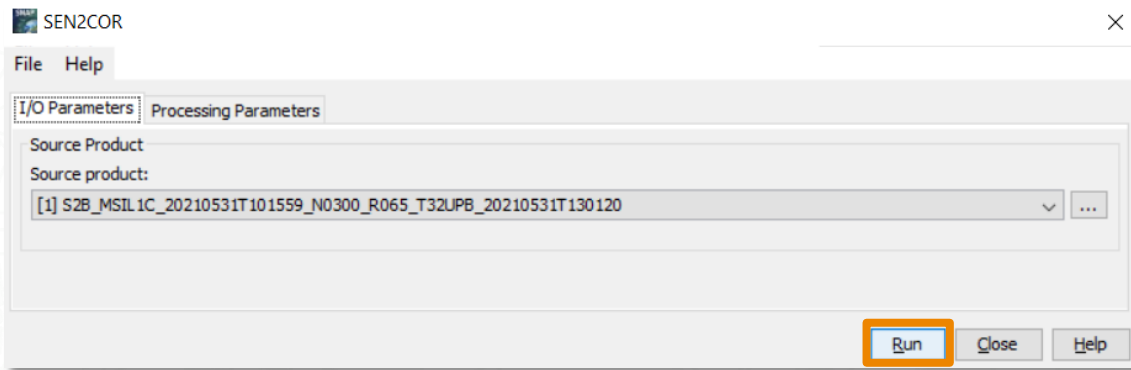 SEN2COR
File Help
I/O Parameters Processing Parameters
Source Product
Source product:
[1] S2B_MSIL1C_20210531T101559_N0300_R065_T32UPB_20210531T130120
...
Run Close Help